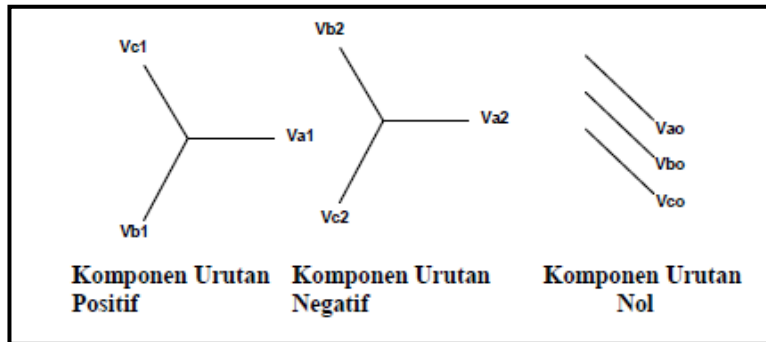 Vc1
Va1
Vb1
Vb2
Va2
Vc2
Vao
Vbo
Vco
Komponen Urutan
Positif
Komponen Urutan
Negatif
Komponen Urutan
Nol